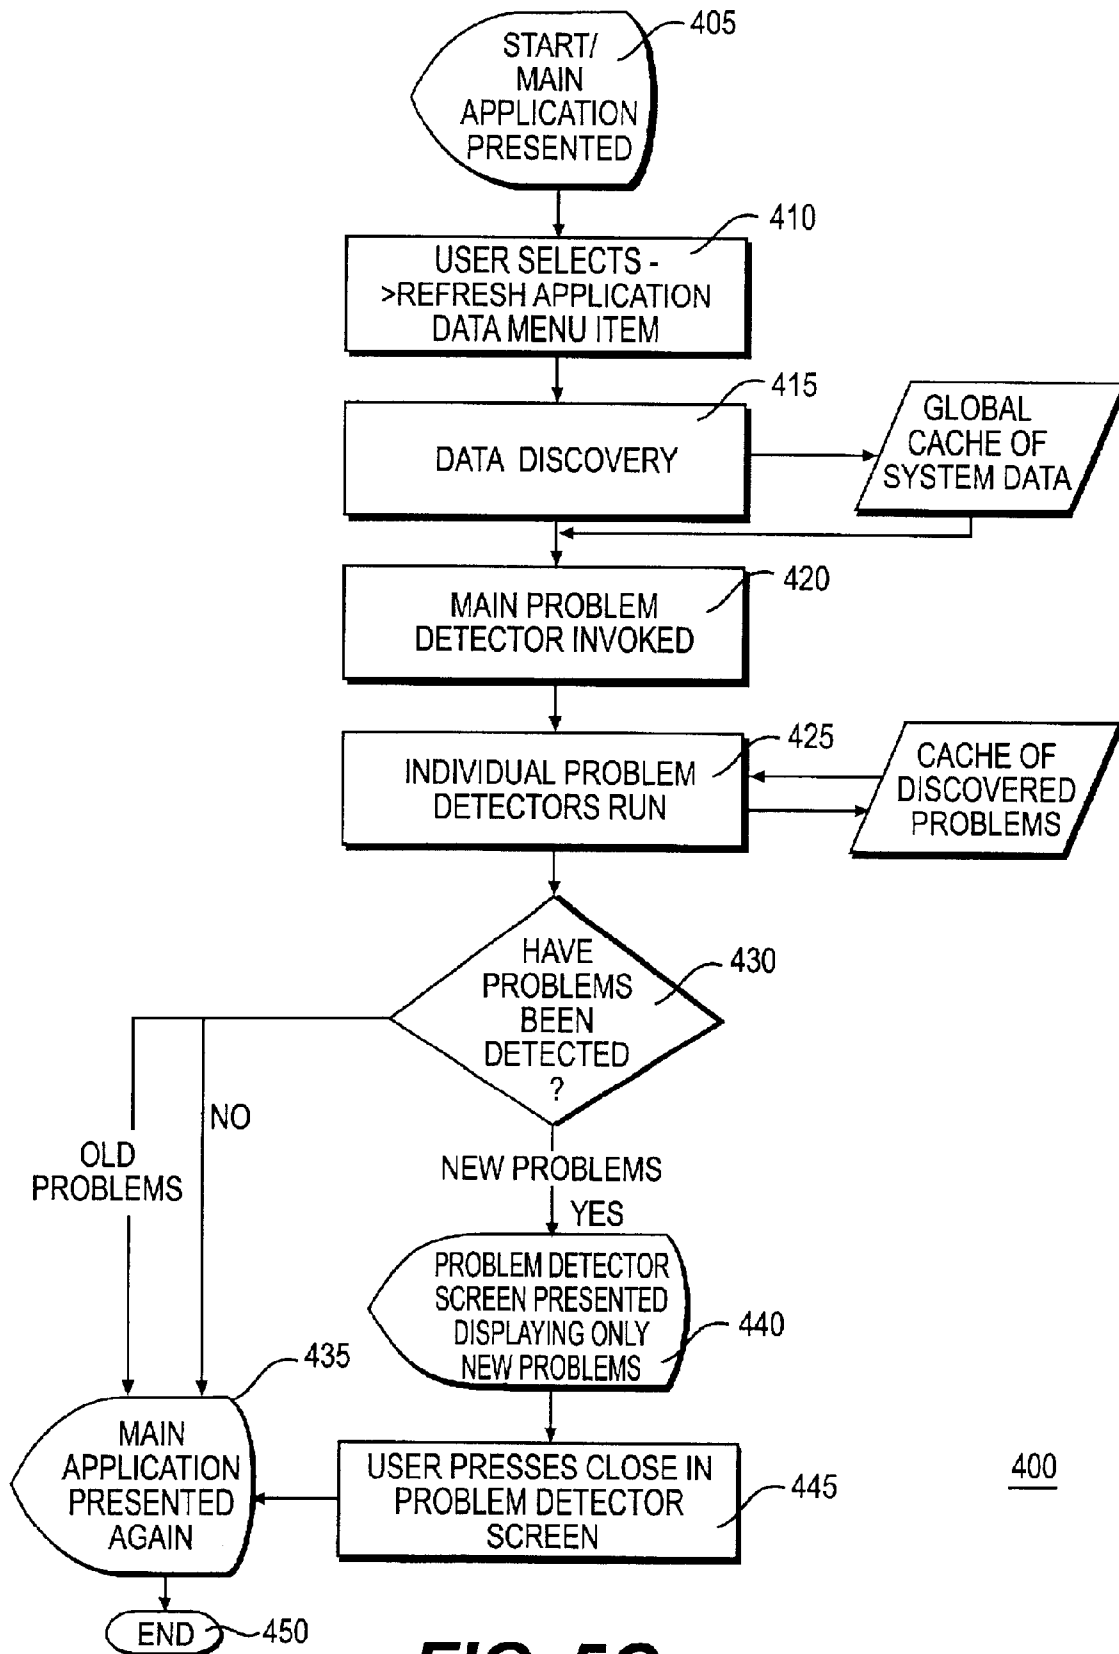 START/
MAIN
APPLICATION
PRESENTED
405
USER SELECTS -
>REFRESH APPLICATION
DATA MENU ITEM
410
DATA DISCOVERY
415
GLOBAL
CACHE OF
SYSTEM DATA
MAIN PROBLEM
DETECTOR INVOKED
420
INDIVIDUAL PROBLEM
DETECTORS RUN
425
CACHE OF
DISCOVERED
PROBLEMS
HAVE
PROBLEMS
BEEN
DETECTED
?
430
OLD
PROBLEMS
NO
NEW PROBLEMS
YES
PROBLEM DETECTOR
SCREEN PRESENTED
DISPLAYING ONLY
NEW PROBLEMS
440
435
MAIN
APPLICATION
PRESENTED
AGAIN
USER PRESSES CLOSE IN
PROBLEM DETECTOR
SCREEN
445
400
END
450